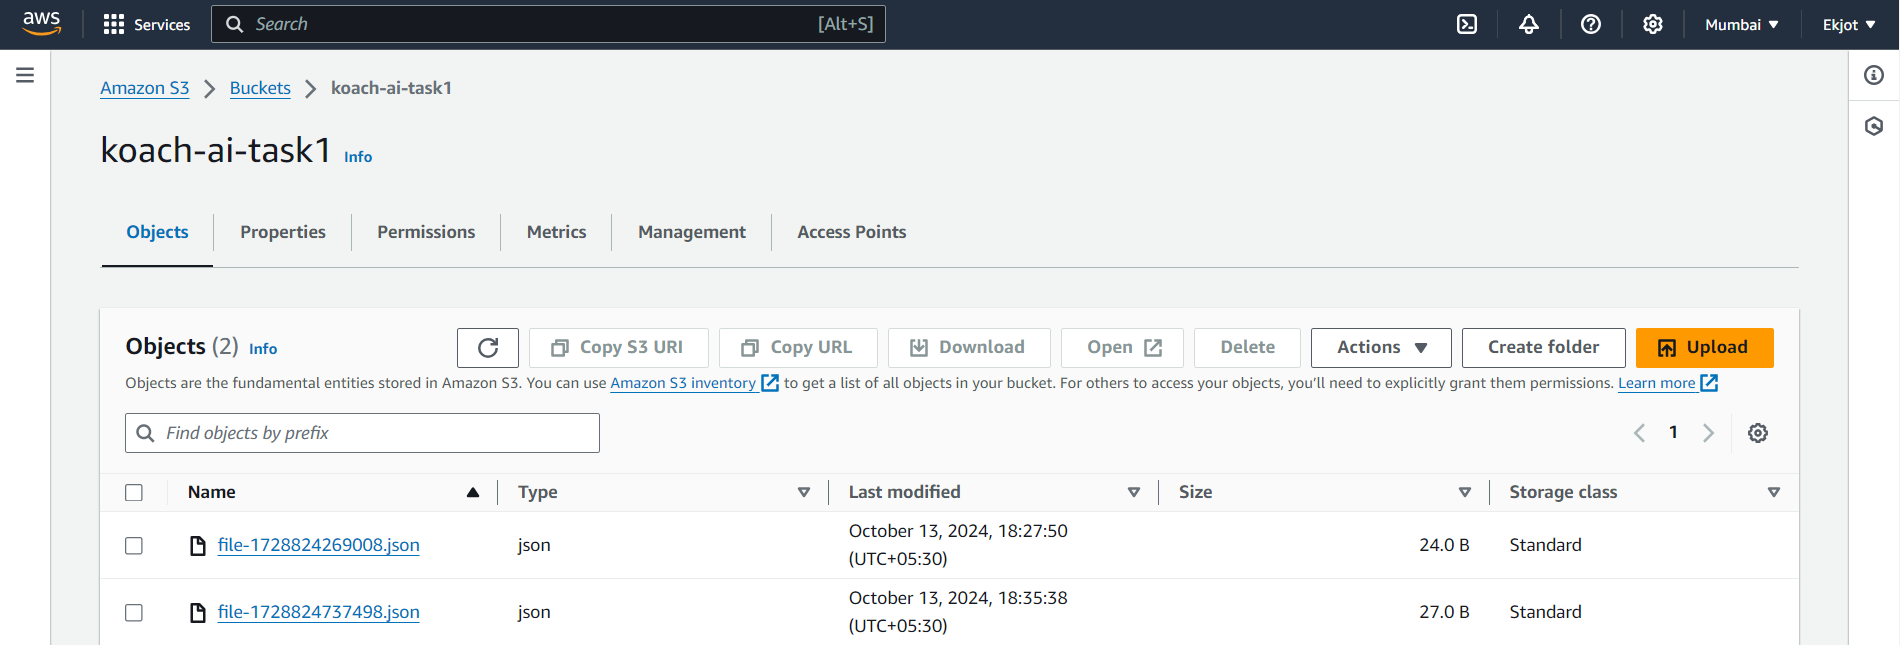 aws Services Search [Alt+S] Mumbai Ekjot
Amazon S3 Buckets koach-ai-task1
koach-ai-task1 Info
Objects Properties Permissions Metrics Management Access Points
Objects (2) Info Copy S3 URI Copy URL Download Open Delete Actions Create folder Upload
Objects are the fundamental entities stored in Amazon S3. You can use Amazon S3 inventory to get a list of all objects in your bucket. For others to access your objects, you’ll need to explicitly grant them permissions. Learn more
Find objects by prefix 1
Name Type Last modified Size Storage class
file-1728824269008.json json October 13, 2024, 18:27:50 24.0 B Standard
(UTC+05:30)
file-1728824737498.json json October 13, 2024, 18:35:38 27.0 B Standard
(UTC+05:30)